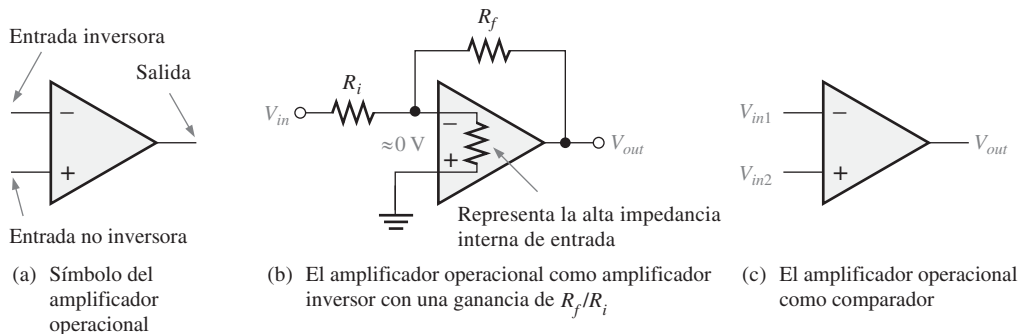 Entrada inversora
Salida
−
+
Entrada no inversora
(a) Símbolo del
amplificador
operacional
R_f
R_i
V_in
−
≈0 V
+
V_out
Representa la alta impedancia
interna de entrada
(b) El amplificador operacional como amplificador
inversor con una ganancia de R_f/R_i
V_in1
−
V_in2
+
V_out
(c) El amplificador operacional
como comparador